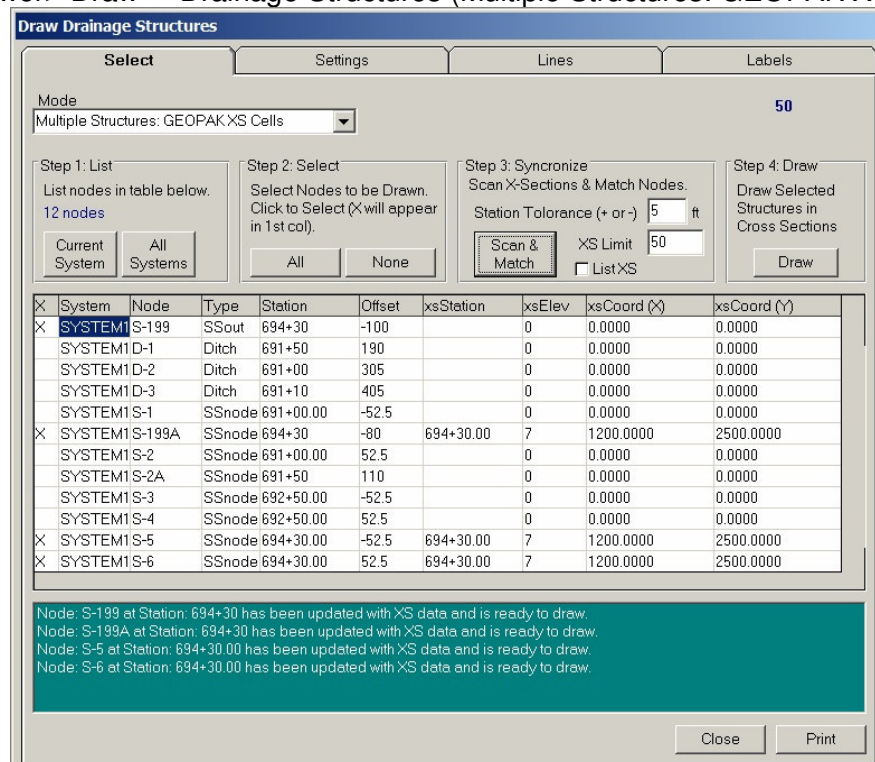 Draw Drainage Structures
Select Settings Lines Labels
Mode
Multiple Structures: GEOPAK XS Cells
50
Step 1: List
List nodes in table below.
12 nodes
Current System
All Systems
Step 2: Select
Select Nodes to be Drawn.
Click to Select (X will appear
in 1st col).
All None
Step 3: Syncronize
Scan X-Sections & Match Nodes.
Station Tolorance (+ or -) 5 ft
Scan & Match
XS Limit 50
List XS
Step 4: Draw
Draw Selected
Structures in
Cross Sections
Draw
X System Node Type Station Offset xsStation xsElev xsCoord (X) xsCoord (Y)
X SYSTEM1 S-199 SSout 694+30 -100 0 0.0000 0.0000
SYSTEM1 D-1 Ditch 691+50 190 0 0.0000 0.0000
SYSTEM1 D-2 Ditch 691+00 305 0 0.0000 0.0000
SYSTEM1 D-3 Ditch 691+10 405 0 0.0000 0.0000
SYSTEM1 S-1 SSnode 691+00.00 -52.5 0 0.0000 0.0000
X SYSTEM1 S-199A SSnode 694+30 -80 694+30.00 7 1200.0000 2500.0000
SYSTEM1 S-2 SSnode 691+00.00 52.5 0 0.0000 0.0000
SYSTEM1 S-2A SSnode 691+50 110 0 0.0000 0.0000
SYSTEM1 S-3 SSnode 692+50.00 -52.5 0 0.0000 0.0000
SYSTEM1 S-4 SSnode 692+50.00 52.5 0 0.0000 0.0000
X SYSTEM1 S-5 SSnode 694+30.00 -52.5 694+30.00 7 1200.0000 2500.0000
X SYSTEM1 S-6 SSnode 694+30.00 52.5 694+30.00 7 1200.0000 2500.0000
Node: S-199 at Station: 694+30 has been updated with XS data and is ready to draw.
Node: S-199A at Station: 694+30 has been updated with XS data and is ready to draw.
Node: S-5 at Station: 694+30.00 has been updated with XS data and is ready to draw.
Node: S-6 at Station: 694+30.00 has been updated with XS data and is ready to draw.
Close Print